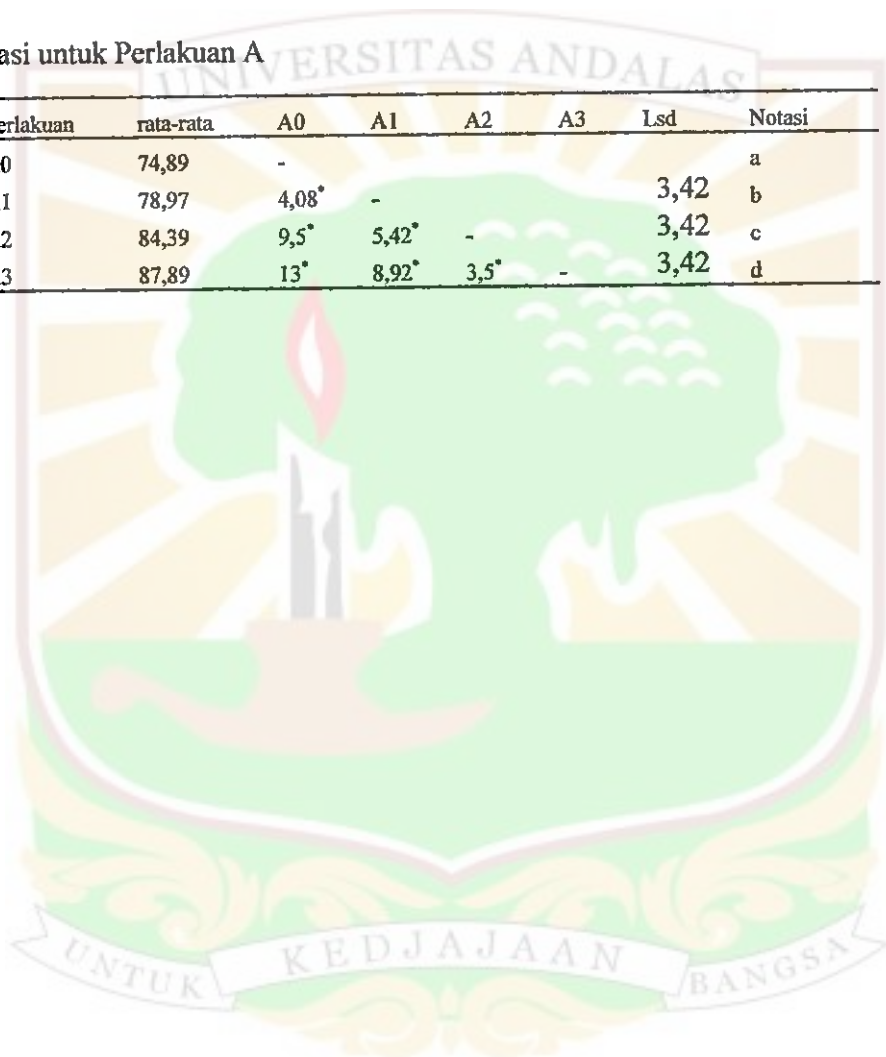 asi untuk Perlakuan A
UNIVERSITAS ANDALAS
erlakuan rata-rata A0 A1 A2 A3 Lsd Notasi
0 74,89 - a
1 78,97 4,08* - 3,42 b
2 84,39 9,5* 5,42* - 3,42 c
3 87,89 13* 8,92* 3,5* - 3,42 d
UNTUK KEDJAJAAN BANGSA